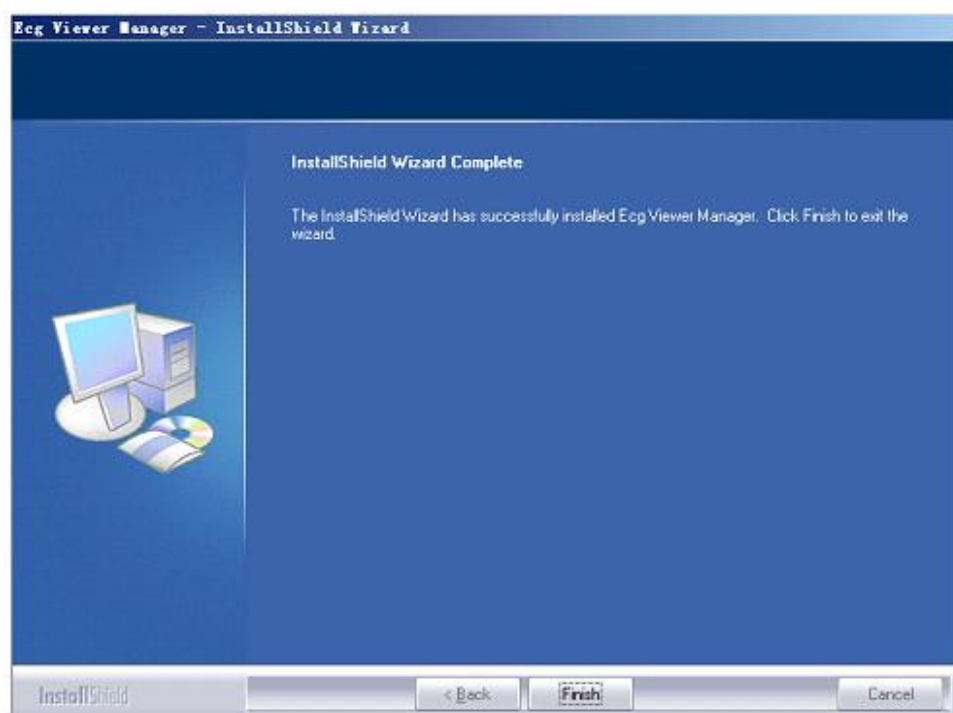 Ecg Viewer Manager - InstallShield Wizard
InstallShield Wizard Complete
The InstallShield Wizard has successfully installed Ecg Viewer Manager. Click Finish to exit the
wizard.
InstallShield
< Back
Finish
Cancel